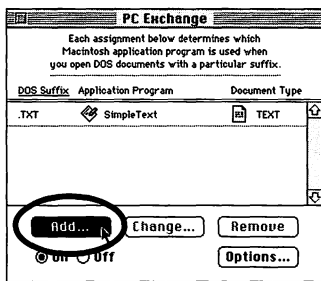 PC Exchange
Each assignment below determines which
Macintosh application program is used when
you open DOS documents with a particular suffix.
DOS Suffix Application Program Document Type
.TXT SimpleText TEXT
Add... Change... Remove
On Off Options...